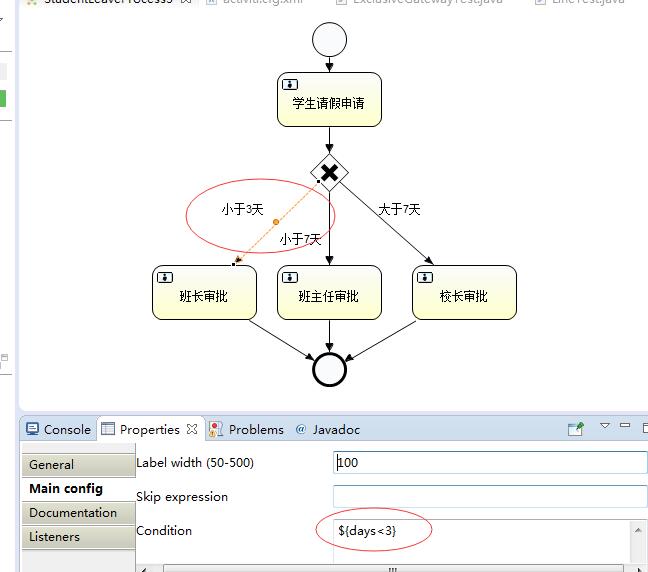 StudentLeaveProcess3 activiti.cfg.xml ExclusiveGatewayTest.java LineTest.java
学生请假申请
小于3天
大于7天
小于7天
班长审批
班主任审批
校长审批
Console Properties Problems @ Javadoc
General
Main config
Documentation
Listeners
Label width (50-500)
100
Skip expression
Condition
${days<3}